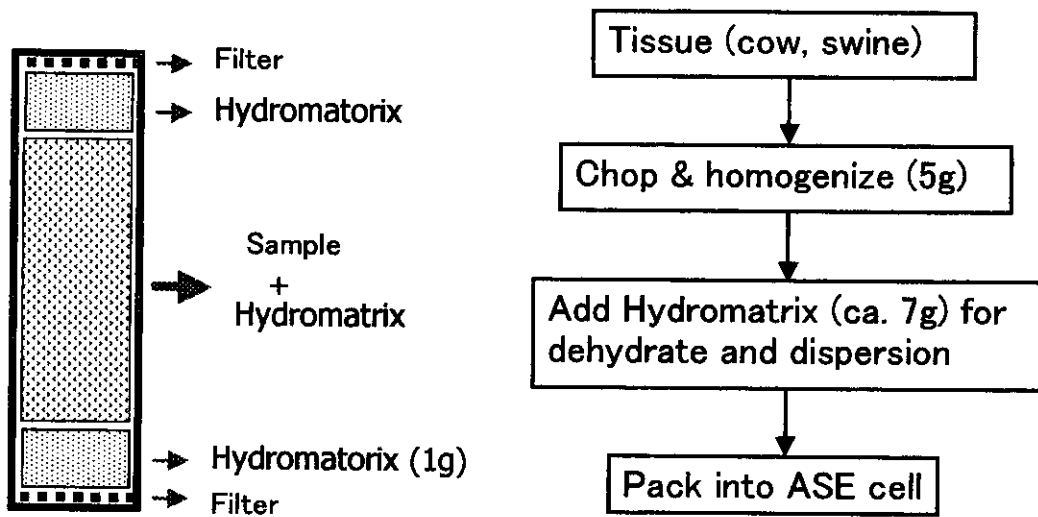 Filter
Hydromatorix
Sample
+
Hydromatrix
Hydromatorix (1g)
Filter
Tissue (cow, swine)
Chop & homogenize (5g)
Add Hydromatrix (ca. 7g) for
dehydrate and dispersion
Pack into ASE cell